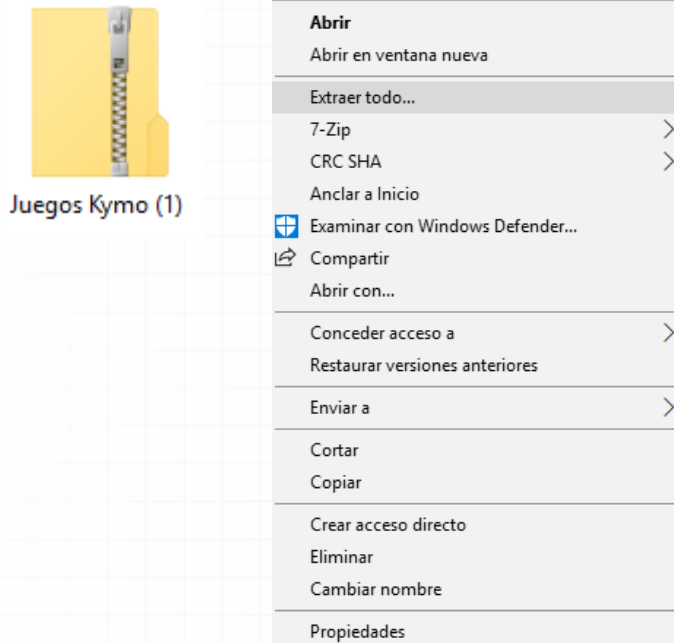 Juegos Kymo (1)
Abrir
Abrir en ventana nueva
Extraer todo...
7-Zip
CRC SHA
Anclar a Inicio
Examinar con Windows Defender...
Compartir
Abrir con...
Conceder acceso a
Restaurar versiones anteriores
Enviar a
Cortar
Copiar
Crear acceso directo
Eliminar
Cambiar nombre
Propiedades